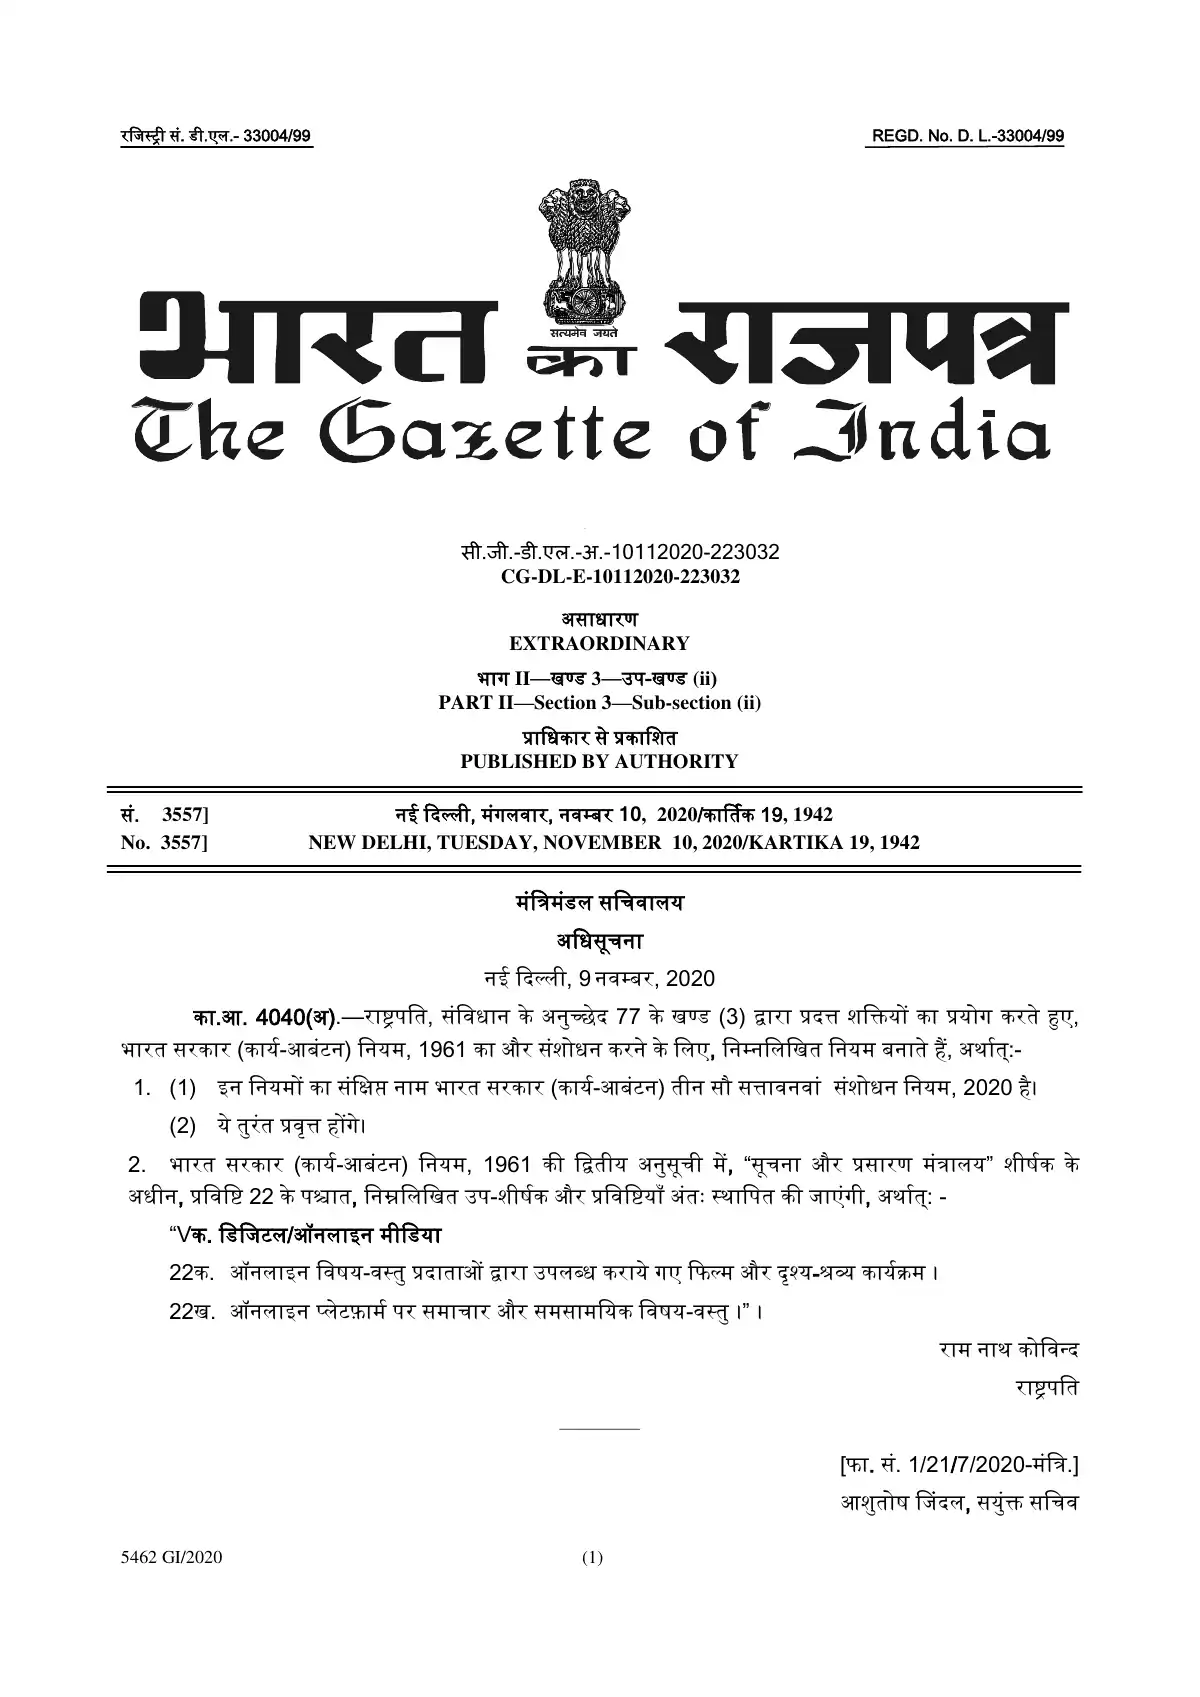 रजिस्ट्री सं. डी.एल.- 33004/99
REGD. No. D. L.-33004/99
सत्यमेव जयते
भारत का राजपत्र
The Gazette of India
सी.जी.-डी.एल.-अ.-10112020-223032
CG-DL-E-10112020-223032
असाधारण
EXTRAORDINARY
भाग II—खण्ड 3—उप-खण्ड (ii)
PART II—Section 3—Sub-section (ii)
प्राधिकार से प्रकाशित
PUBLISHED BY AUTHORITY
सं. 3557] नई दिल्ली, मंगलवार, नवम्बर 10, 2020/कार्तिक 19, 1942
No. 3557] NEW DELHI, TUESDAY, NOVEMBER 10, 2020/KARTIKA 19, 1942
मंत्रिमंडल सचिवालय
अधिसूचना
नई दिल्ली, 9 नवम्बर, 2020
का.आ. 4040(अ).—राष्ट्रपति, संविधान के अनुच्छेद 77 के खण्ड (3) द्वारा प्रदत्त शक्तियों का प्रयोग करते हुए,
भारत सरकार (कार्य-आबंटन) नियम, 1961 का और संशोधन करने के लिए, निम्नलिखित नियम बनाते हैं, अर्थात्:-
1. (1) इन नियमों का संक्षिप्त नाम भारत सरकार (कार्य-आबंटन) तीन सौ सत्तावनवां संशोधन नियम, 2020 है।
(2) ये तुरंत प्रवृत्त होंगे।
2. भारत सरकार (कार्य-आबंटन) नियम, 1961 की द्वितीय अनुसूची में, “सूचना और प्रसारण मंत्रालय” शीर्षक के
अधीन, प्रविष्टि 22 के पश्चात, निम्नलिखित उप-शीर्षक और प्रविष्टियाँ अंतः स्थापित की जाएंगी, अर्थात्: -
“Vक. डिजिटल/ऑनलाइन मीडिया
22क. ऑनलाइन विषय-वस्तु प्रदाताओं द्वारा उपलब्ध कराये गए फिल्म और दृश्य-श्रव्य कार्यक्रम ।
22ख. ऑनलाइन प्लेटफ़ार्म पर समाचार और समसामयिक विषय-वस्तु ।” ।
राम नाथ कोविन्द
राष्ट्रपति
[फा. सं. 1/21/7/2020-मंत्रि.]
आशुतोष जिंदल, सयुंक्त सचिव
5462 GI/2020 (1)